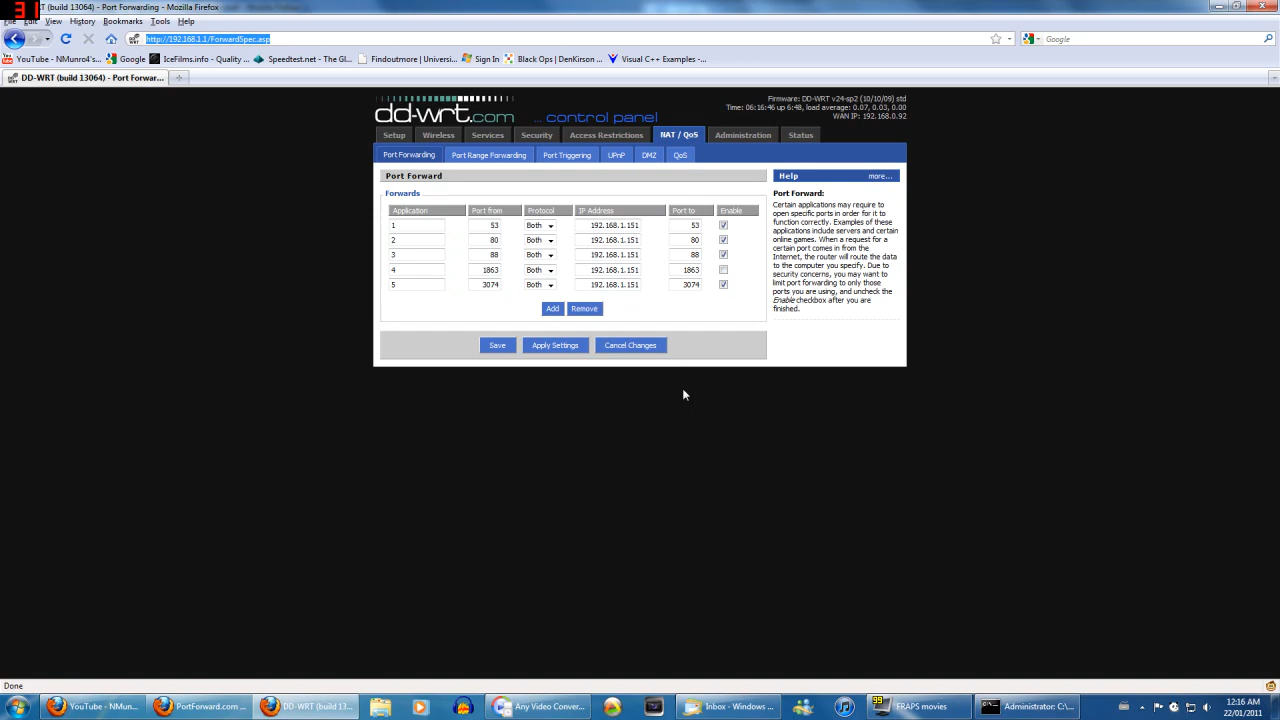 31
RT (build 13064) - Port Forwarding - Mozilla Firefox
File Edit View History Bookmarks Tools Help
http://192.168.1.1/ForwardSpec.asp
Google
YouTube - NMunro4's...
Google
IceFilms.info - Quality ...
Speedtest.net - The Gl...
Findoutmore | Universi...
Sign In
Black Ops | DenKirson ...
Visual C++ Examples -...
DD-WRT (build 13064) - Port Forwar...
dd-wrt.com ... control panel
Firmware: DD-WRT v24-sp2 (10/10/09) std
Time: 06:16:46 up 6:48, load average: 0.07, 0.03, 0.00
WAN IP: 192.168.0.92
Setup Wireless Services Security Access Restrictions NAT / QoS Administration Status
Port Forwarding Port Range Forwarding Port Triggering UPnP DMZ QoS
Port Forward
Forwards
Application Port from Protocol IP Address Port to Enable
1 53 Both 192.168.1.151 53
2 80 Both 192.168.1.151 80
3 88 Both 192.168.1.151 88
4 1863 Both 192.168.1.151 1863
5 3074 Both 192.168.1.151 3074
Add Remove
Save Apply Settings Cancel Changes
Help more...
Port Forward:
Certain applications may require to
open specific ports in order for it to
function correctly. Examples of these
applications include servers and certain
online games. When a request for a
certain port comes in from the
Internet, the router will route the data
to the computer you specify. Due to
security concerns, you may want to
limit port forwarding to only those
ports you are using, and uncheck the
Enable checkbox after you are
finished.
Done
YouTube - NMun...
PortForward.com ...
DD-WRT (build 13...
Any Video Conver...
Inbox - Windows ...
99
FRAPS movies
Administrator: C:\...
12:16 AM
22/01/2011